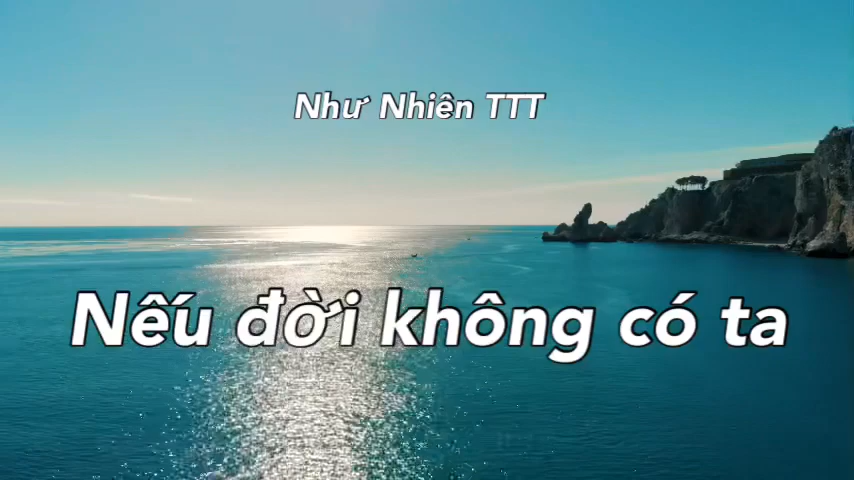 Như Nhiên TTT
Nếu đời không có ta